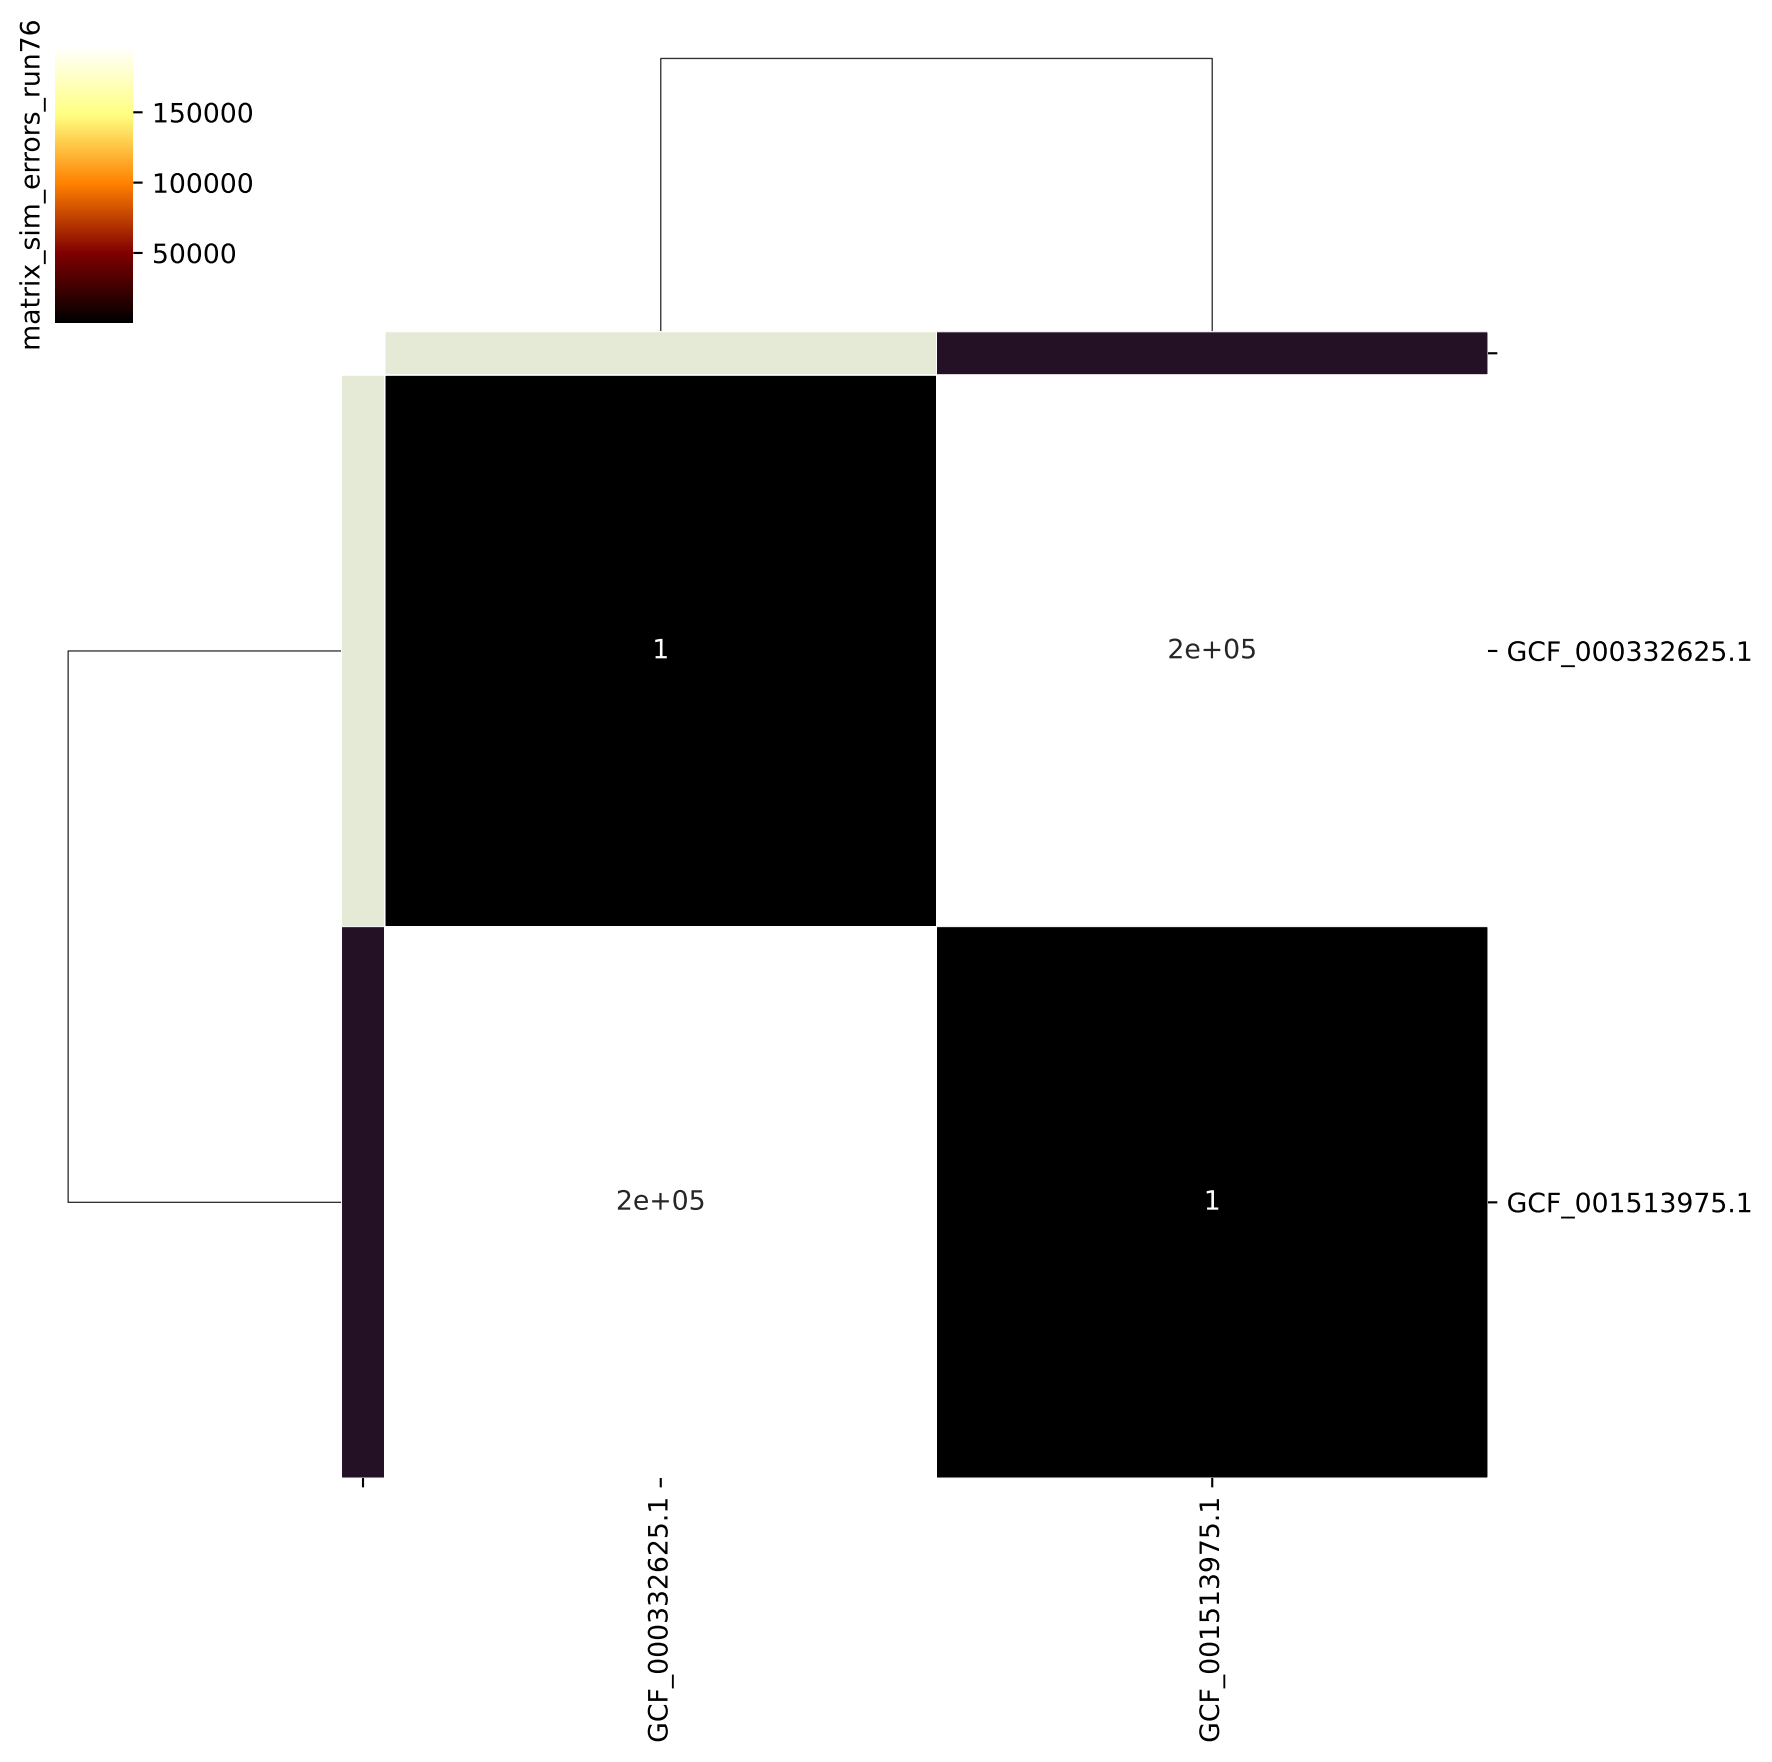 matrix_sim_errors_run76
150000
100000
50000
1
2e+05
GCF_000332625.1
2e+05
1
GCF_001513975.1
GCF_000332625.1
GCF_001513975.1